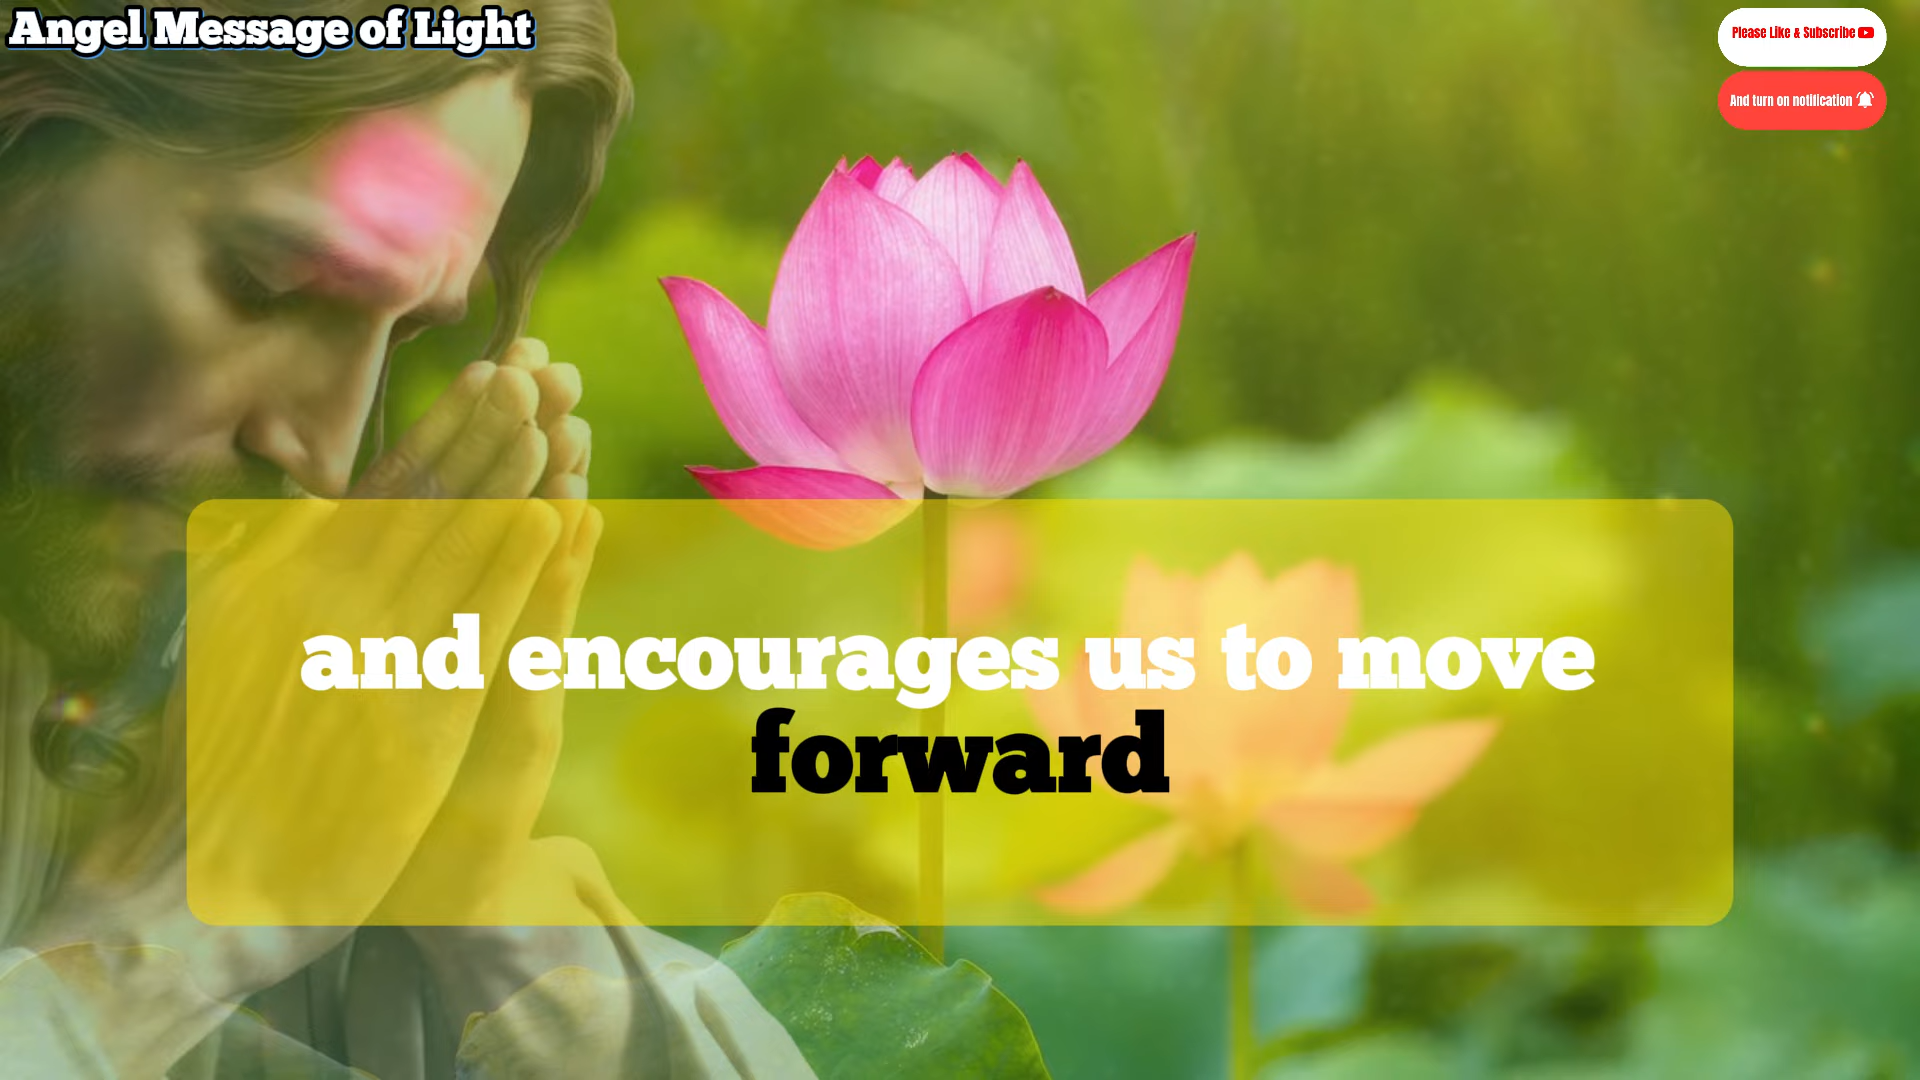 Angel Message of Light
Please Like & Subscribe
And turn on notification
and encourages us to move
forward